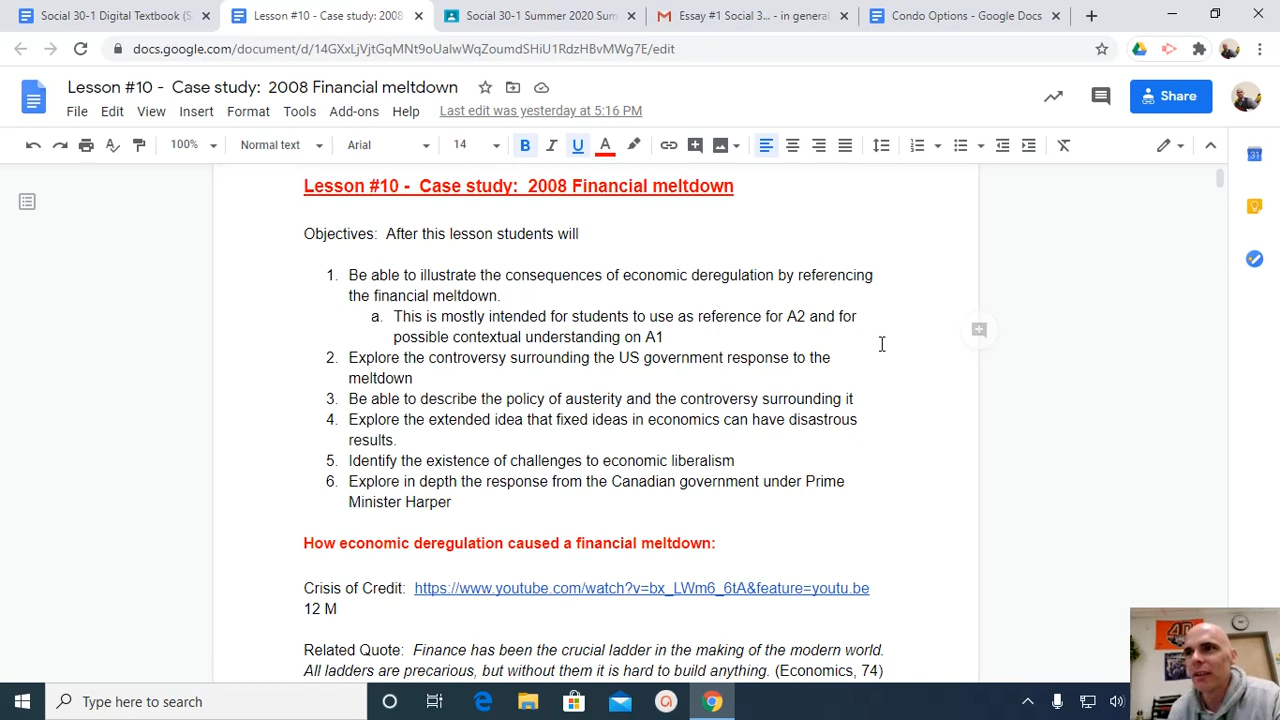 Social 30-1 Digital Textbook
Lesson #10 - Case study: 2008
Social 30-1 Summer 2020 Sum
Essay #1 Social 3... - in general
Condo Options - Google Docs
docs.google.com/document/d/14GXxLjVjtGqMNt9oUalwWqZoumdSHiU1RdzHBvMWg7E/edit
Lesson #10 - Case study: 2008 Financial meltdown
File Edit View Insert Format Tools Add-ons Help Last edit was yesterday at 5:16 PM
Share
100% Normal text Arial 14 B I U A
Lesson #10 - Case study: 2008 Financial meltdown
Objectives: After this lesson students will
1. Be able to illustrate the consequences of economic deregulation by referencing
the financial meltdown.
a. This is mostly intended for students to use as reference for A2 and for
possible contextual understanding on A1
2. Explore the controversy surrounding the US government response to the
meltdown
3. Be able to describe the policy of austerity and the controversy surrounding it
4. Explore the extended idea that fixed ideas in economics can have disastrous
results.
5. Identify the existence of challenges to economic liberalism
6. Explore in depth the response from the Canadian government under Prime
Minister Harper
How economic deregulation caused a financial meltdown:
Crisis of Credit: https://www.youtube.com/watch?v=bx_LWm6_6tA&feature=youtu.be
12 M
Related Quote: Finance has been the crucial ladder in the making of the modern world.
All ladders are precarious, but without them it is hard to build anything. (Economics, 74)
31
Type here to search